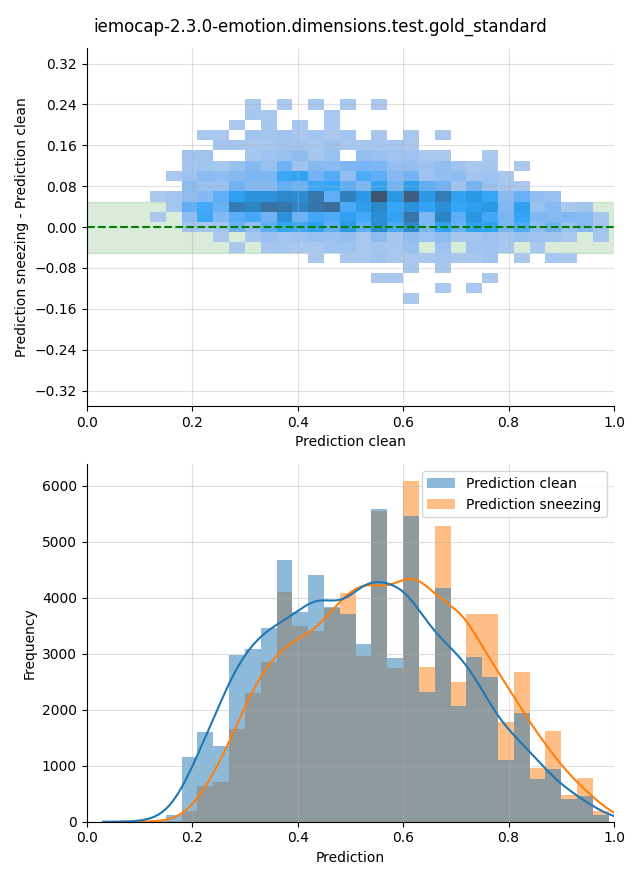 iemocap-2.3.0-emotion.dimensions.test.gold_standard
Prediction sneezing - Prediction clean
0.32
0.24
0.16
0.08
0.00
−0.08
−0.16
−0.24
−0.32
0.0 0.2 0.4 0.6 0.8 1.0
Prediction clean
Frequency
6000
5000
4000
3000
2000
1000
0
Prediction clean
Prediction sneezing
0.0 0.2 0.4 0.6 0.8 1.0
Prediction